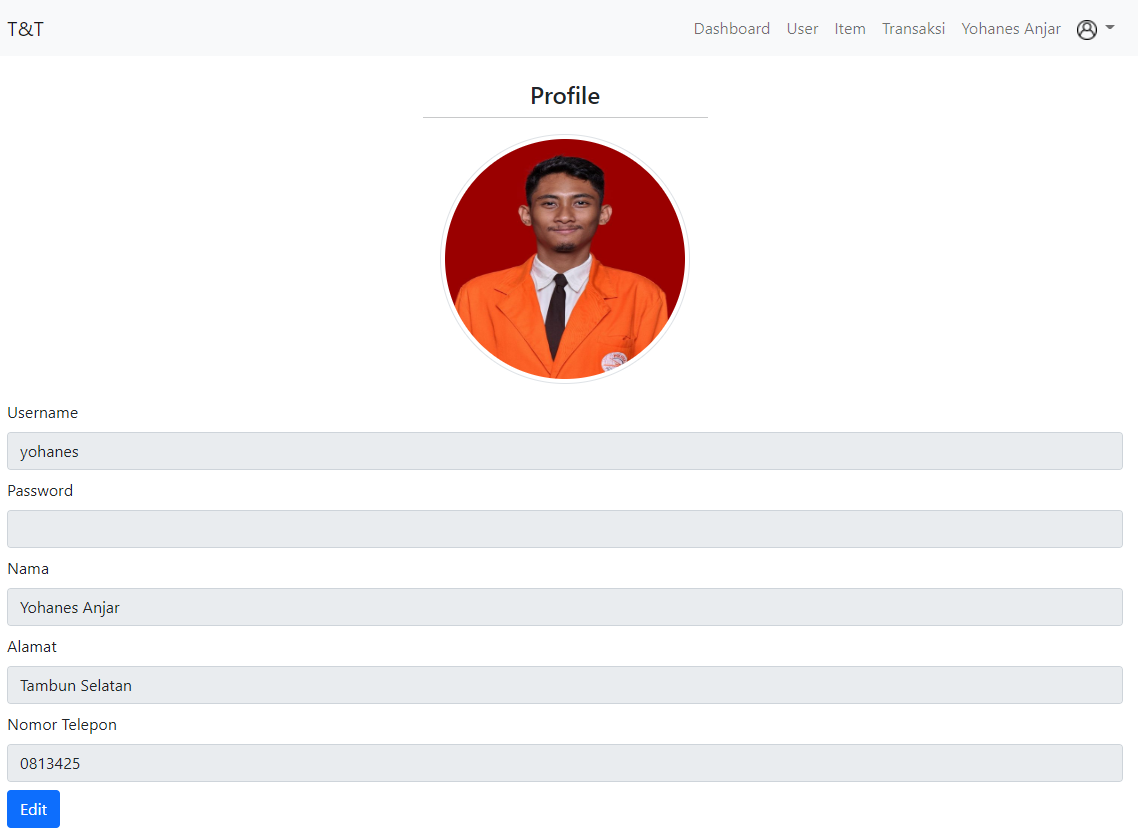 T&T
Dashboard User Item Transaksi Yohanes Anjar
Profile
Username
yohanes
Password
Nama
Yohanes Anjar
Alamat
Tambun Selatan
Nomor Telepon
0813425
Edit